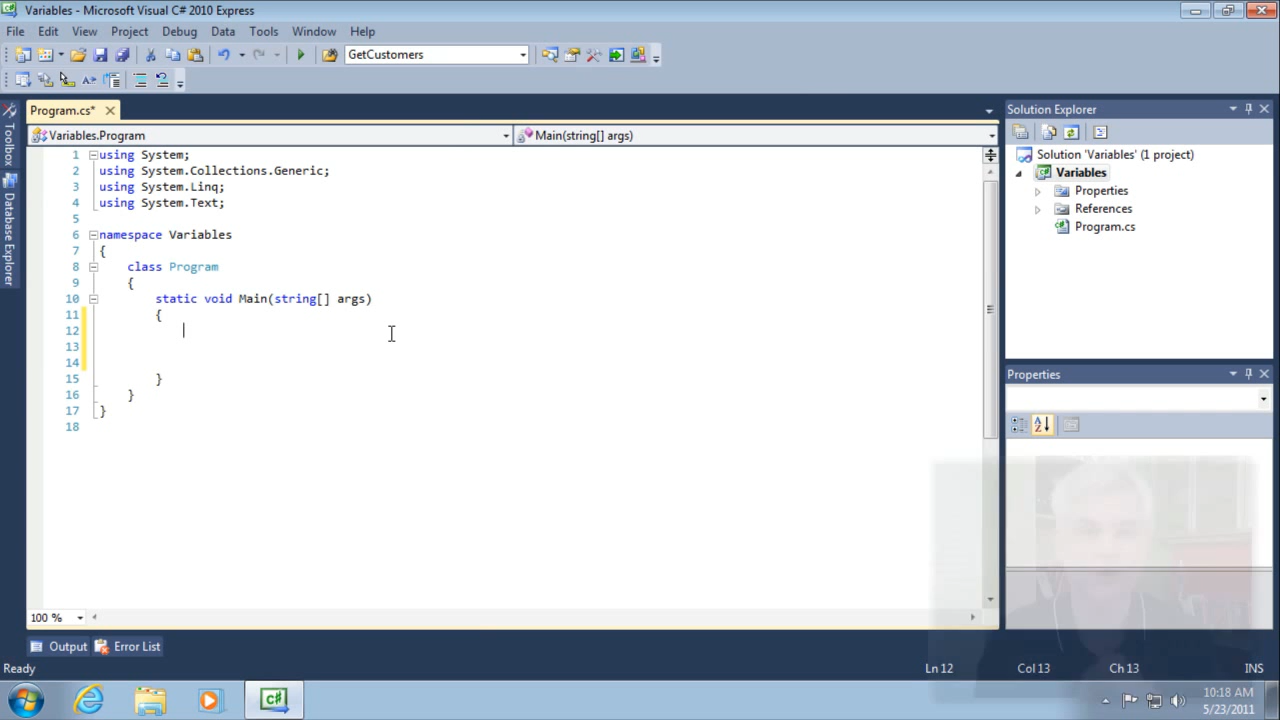 Variables - Microsoft Visual C# 2010 Express
File Edit View Project Debug Data Tools Window Help
GetCustomers
Program.cs*
Variables.Program
Main(string[] args)
1 using System;
2 using System.Collections.Generic;
3 using System.Linq;
4 using System.Text;
5
6 namespace Variables
7 {
8 class Program
9 {
10 static void Main(string[] args)
11 {
12
13
14
15 }
16 }
17 }
18
100 %
Toolbox
Database Explorer
Solution Explorer
Solution 'Variables' (1 project)
Variables
Properties
References
Program.cs
Properties
Output Error List
Ready Ln 12 Col 13 Ch 13 INS
10:18 AM
5/23/2011